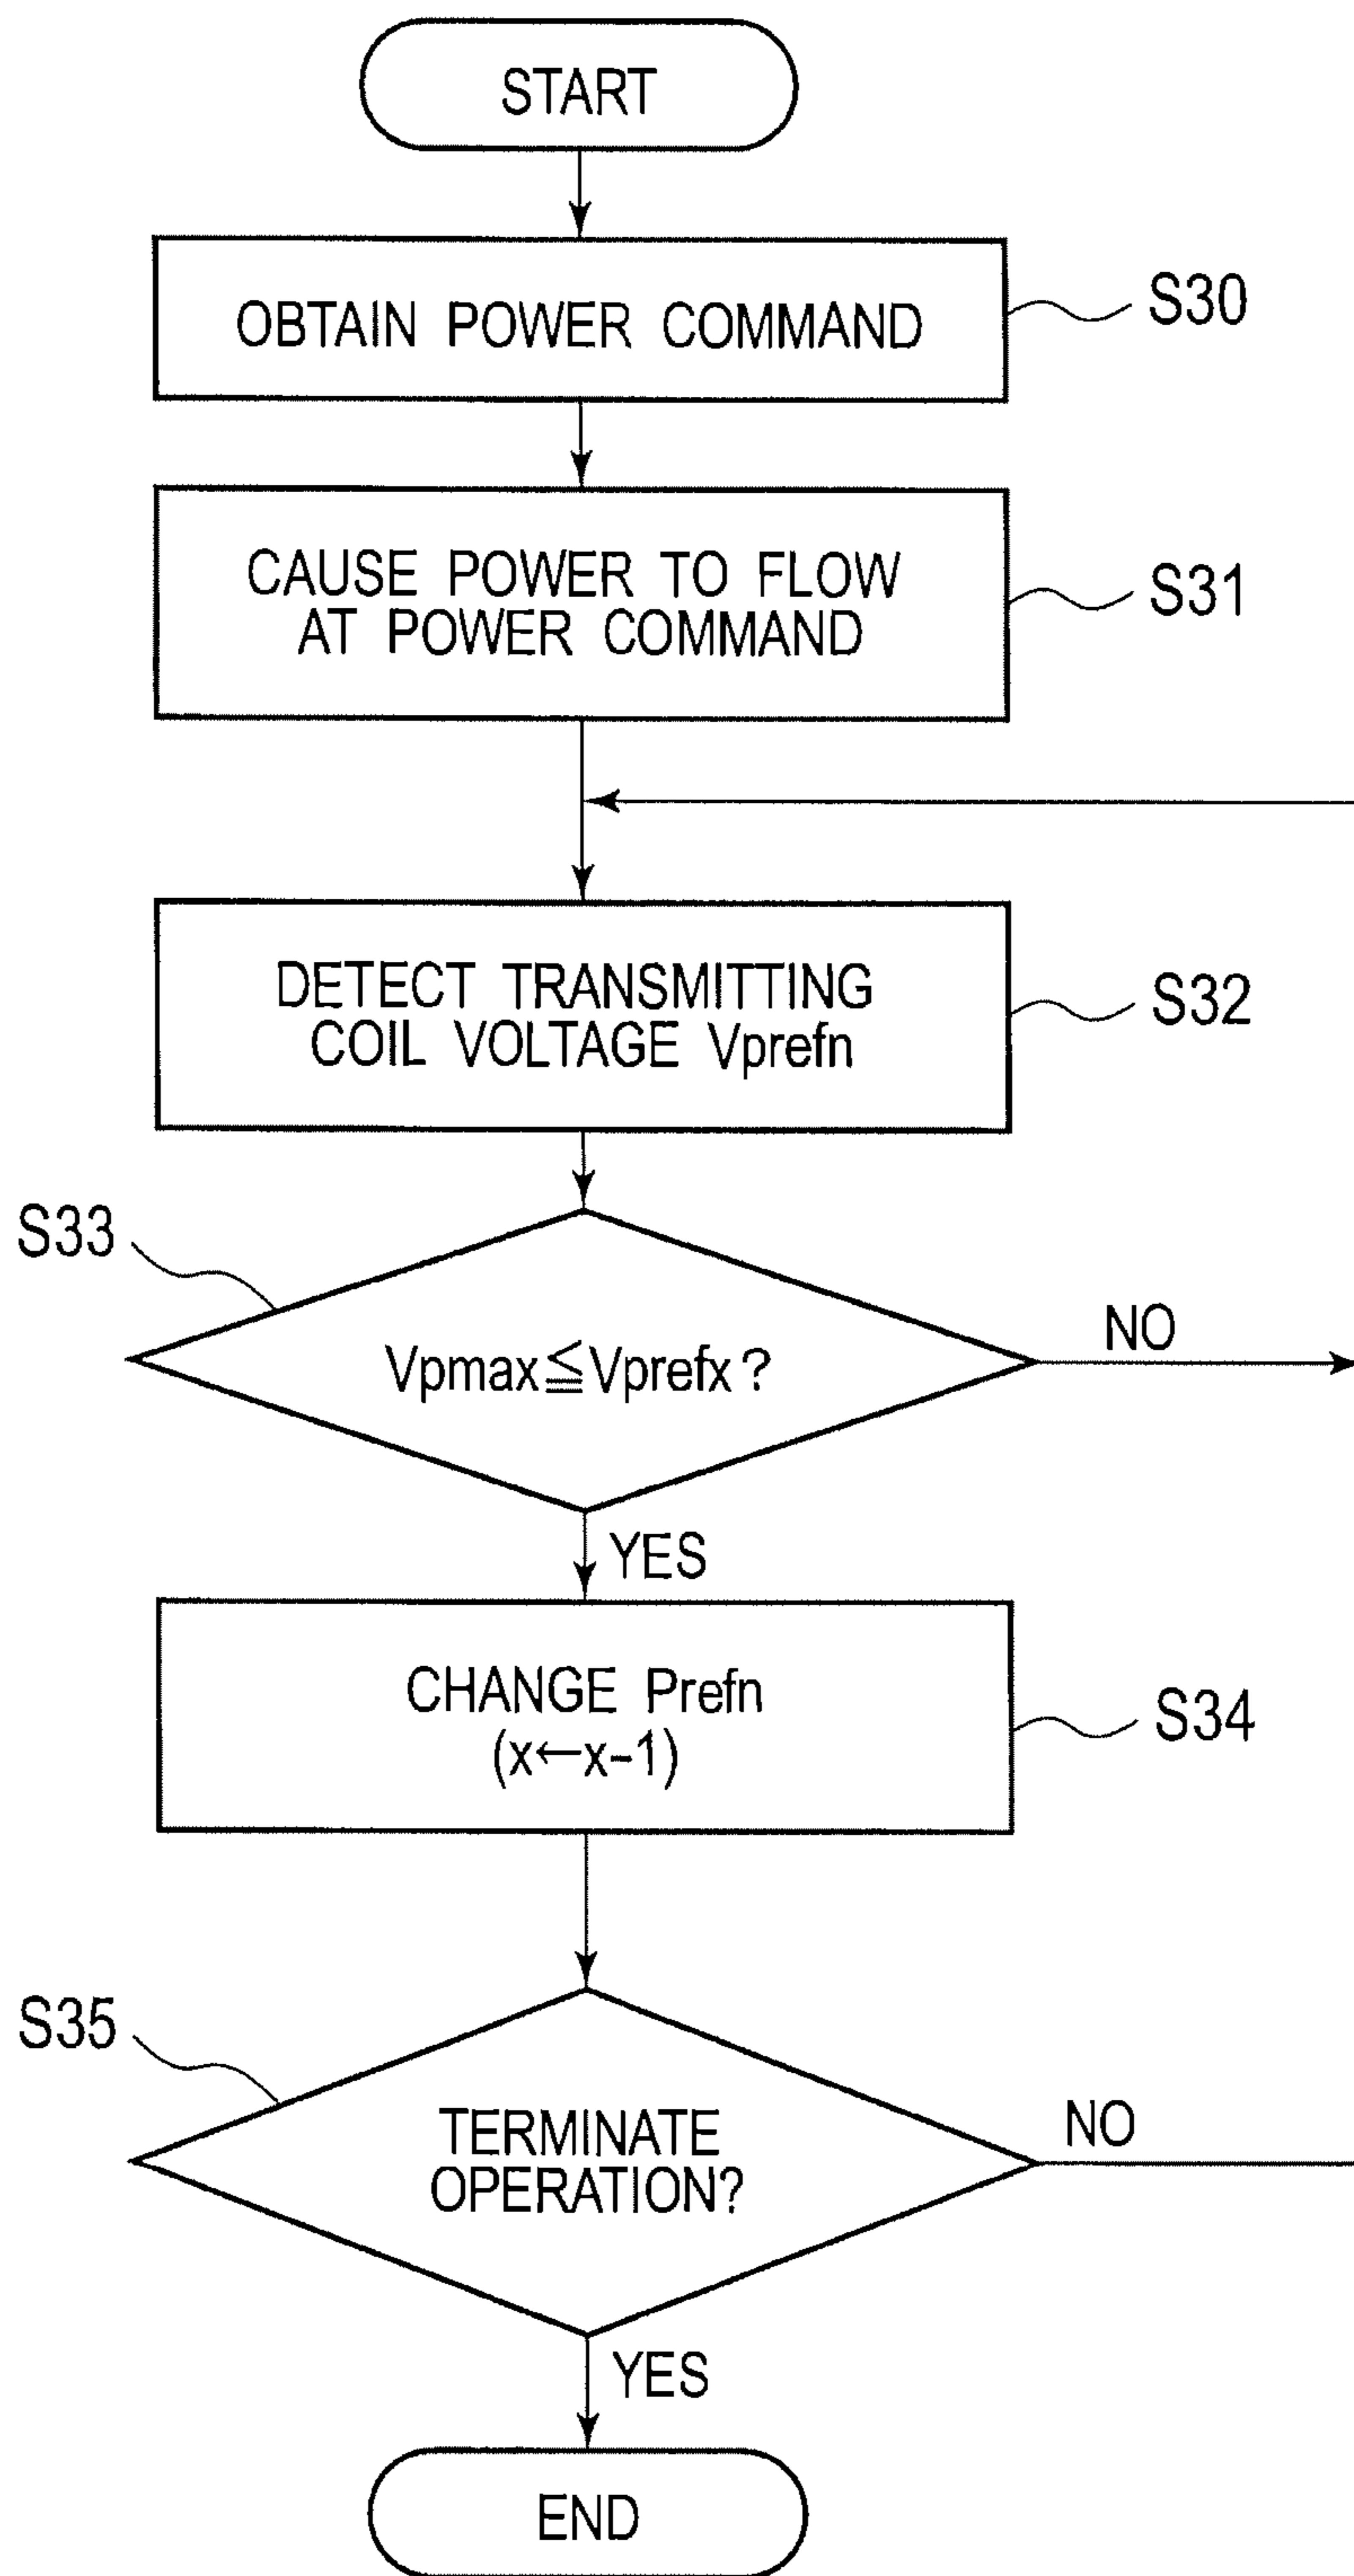 START
OBTAIN POWER COMMAND
S30
CAUSE POWER TO FLOW
AT POWER COMMAND
S31
DETECT TRANSMITTING
COIL VOLTAGE Vprefn
S32
S33
Vpmax≦Vprefx?
NO
YES
CHANGE Prefn
(x←x-1)
S34
S35
TERMINATE
OPERATION?
NO
YES
END